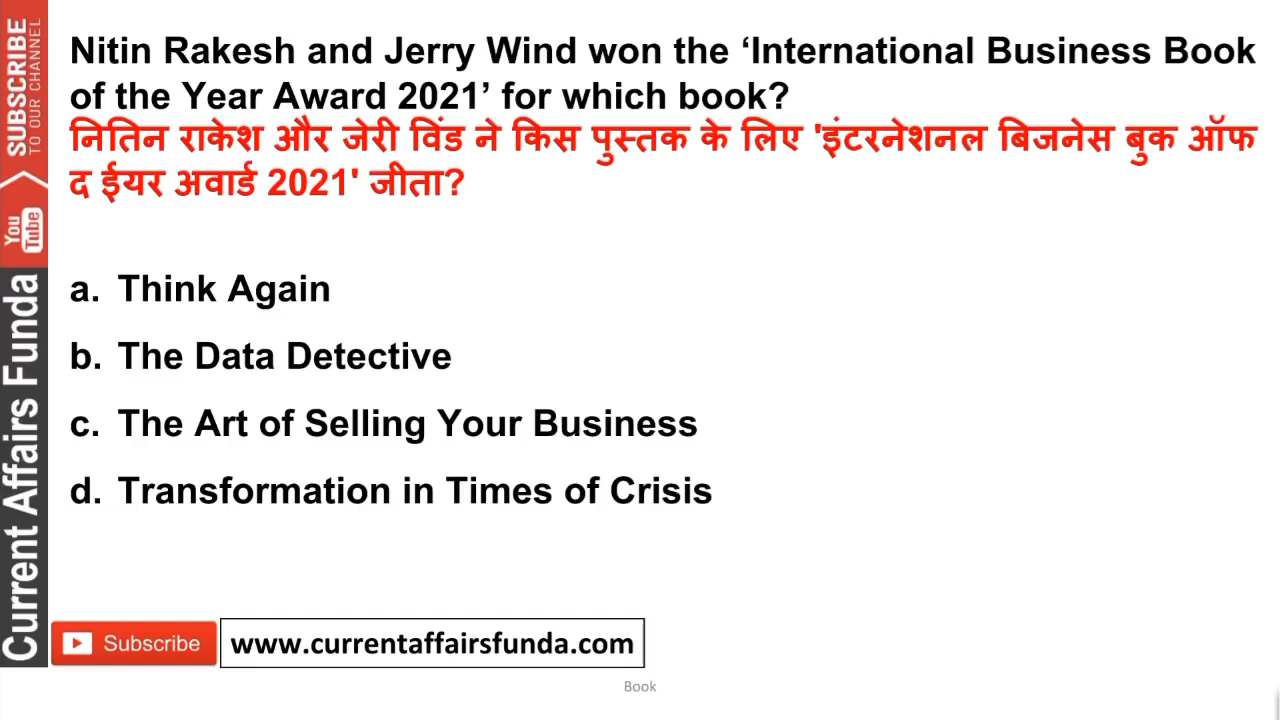 Nitin Rakesh and Jerry Wind won the ‘International Business Book
of the Year Award 2021’ for which book?
नितिन राकेश और जेरी विंड ने किस पुस्तक के लिए 'इंटरनेशनल बिजनेस बुक ऑफ
द ईयर अवार्ड 2021' जीता?
a. Think Again
b. The Data Detective
c. The Art of Selling Your Business
d. Transformation in Times of Crisis
SUBSCRIBE
TO OUR CHANNEL
You
Tube
Current Affairs Funda
Subscribe
www.currentaffairsfunda.com
Book